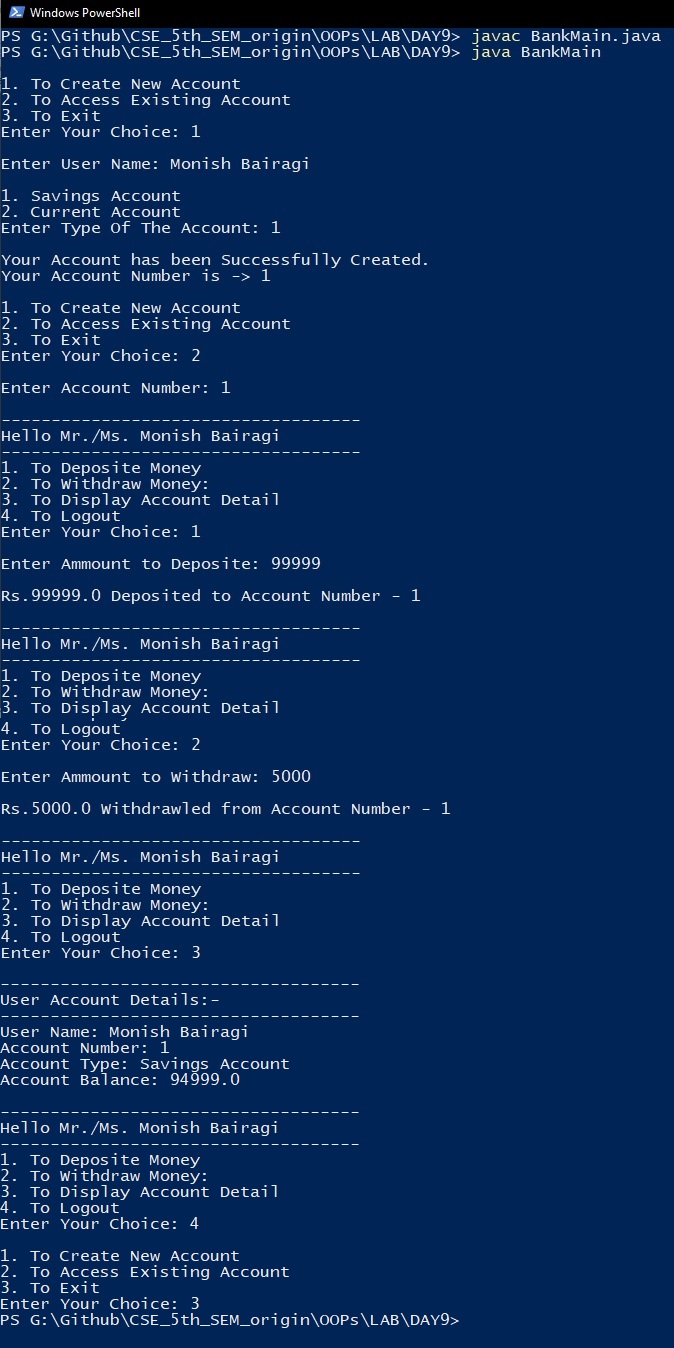 Windows PowerShell
PS G:\Github\CSE_5th_SEM_origin\OOPs\LAB\DAY9> javac BankMain.java
PS G:\Github\CSE_5th_SEM_origin\OOPs\LAB\DAY9> java BankMain
1. To Create New Account
2. To Access Existing Account
3. To Exit
Enter Your Choice: 1
Enter User Name: Monish Bairagi
1. Savings Account
2. Current Account
Enter Type Of The Account: 1
Your Account has been Successfully Created.
Your Account Number is -> 1
1. To Create New Account
2. To Access Existing Account
3. To Exit
Enter Your Choice: 2
Enter Account Number: 1
------------------------------------
Hello Mr./Ms. Monish Bairagi
------------------------------------
1. To Deposite Money
2. To Withdraw Money:
3. To Display Account Detail
4. To Logout
Enter Your Choice: 1
Enter Ammount to Deposite: 99999
Rs.99999.0 Deposited to Account Number - 1
------------------------------------
Hello Mr./Ms. Monish Bairagi
------------------------------------
1. To Deposite Money
2. To Withdraw Money:
3. To Display Account Detail
4. To Logout
Enter Your Choice: 2
Enter Ammount to Withdraw: 5000
Rs.5000.0 Withdrawled from Account Number - 1
------------------------------------
Hello Mr./Ms. Monish Bairagi
------------------------------------
1. To Deposite Money
2. To Withdraw Money:
3. To Display Account Detail
4. To Logout
Enter Your Choice: 3
------------------------------------
User Account Details:-
------------------------------------
User Name: Monish Bairagi
Account Number: 1
Account Type: Savings Account
Account Balance: 94999.0
------------------------------------
Hello Mr./Ms. Monish Bairagi
------------------------------------
1. To Deposite Money
2. To Withdraw Money:
3. To Display Account Detail
4. To Logout
Enter Your Choice: 4
1. To Create New Account
2. To Access Existing Account
3. To Exit
Enter Your Choice: 3
PS G:\Github\CSE_5th_SEM_origin\OOPs\LAB\DAY9>